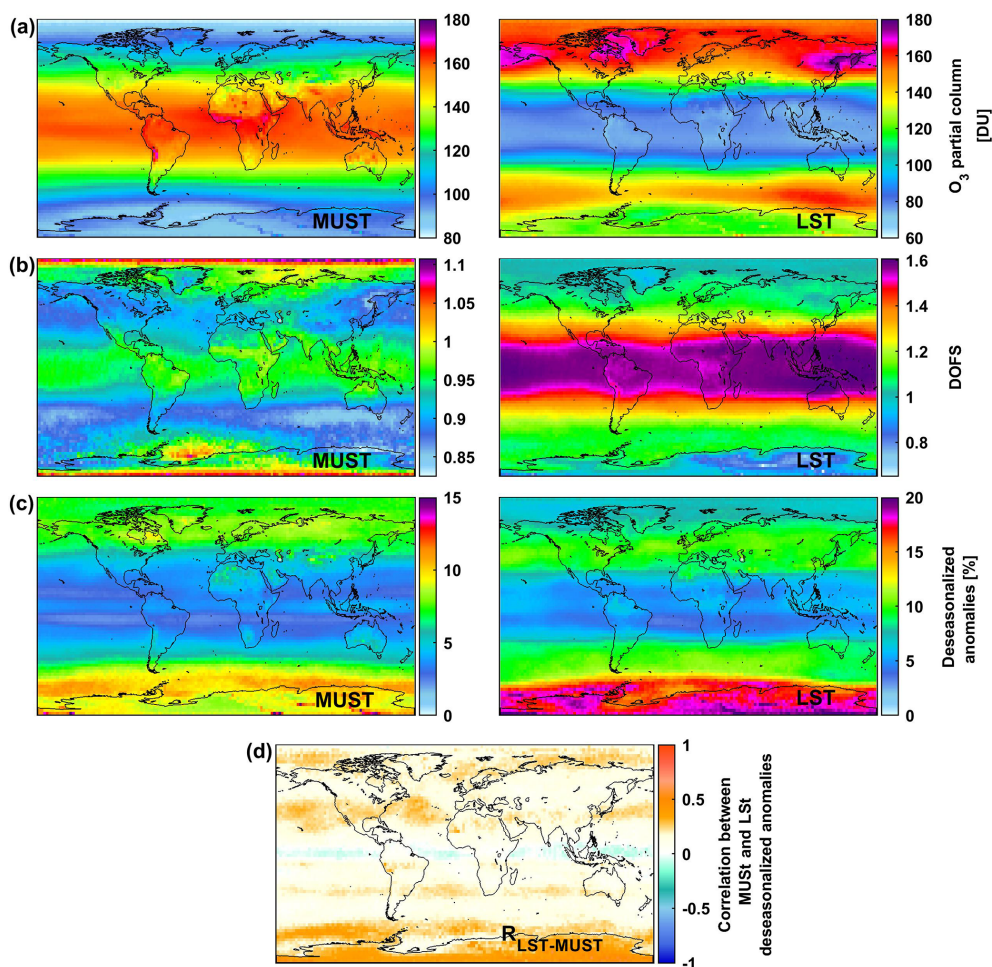 (a)
180
160
140
120
100
80
MUST
180
160
140
120
100
80
60
LST
O3 partial column
[DU]
(b)
1.1
1.05
1
0.95
0.9
0.85
MUST
1.6
1.4
1.2
1
0.8
LST
DOFS
(c)
15
10
5
0
MUST
20
15
10
5
0
LST
Deseasonalized
anomalies [%]
(d)
1
0.5
0
-0.5
-1
RLST-MUST
Correlation between
MUSt and LSt
deseasonalized anomalies